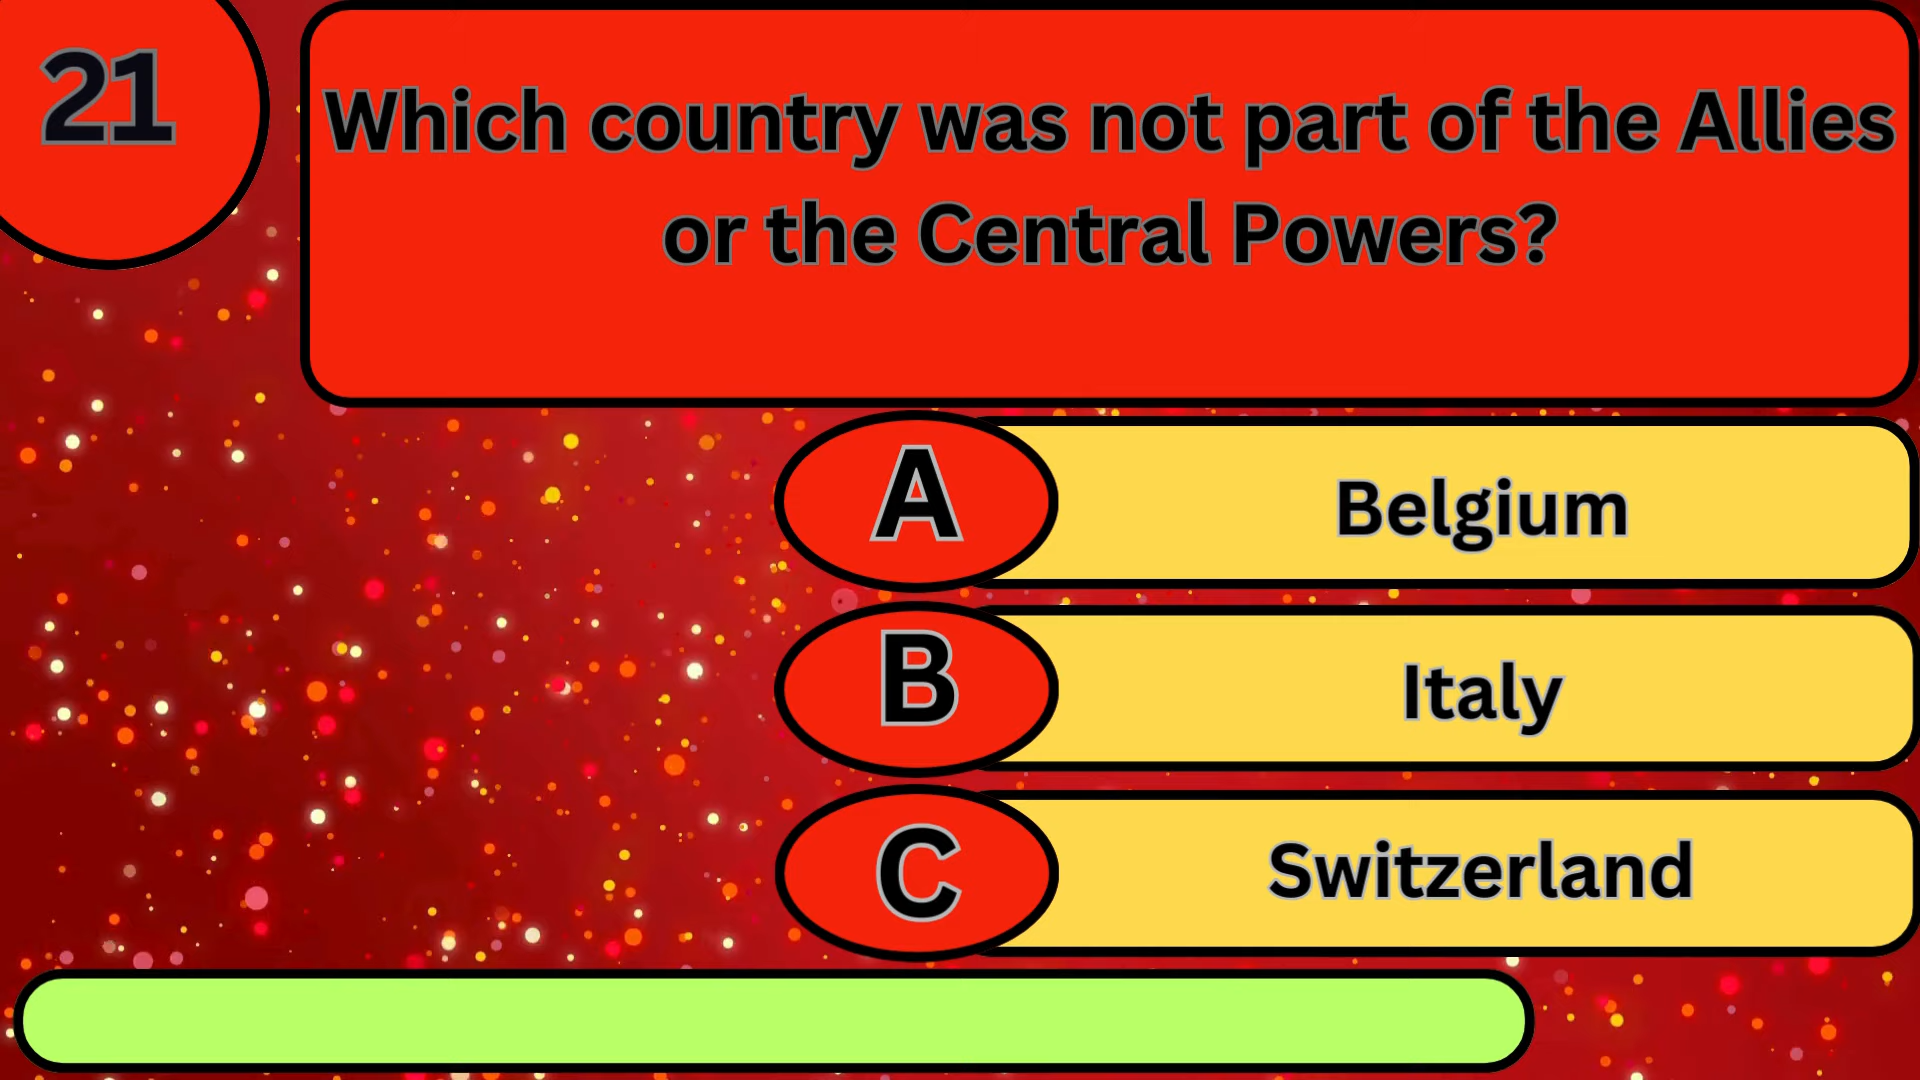 21
Which country was not part of the Allies
or the Central Powers?
A
Belgium
B
Italy
C
Switzerland